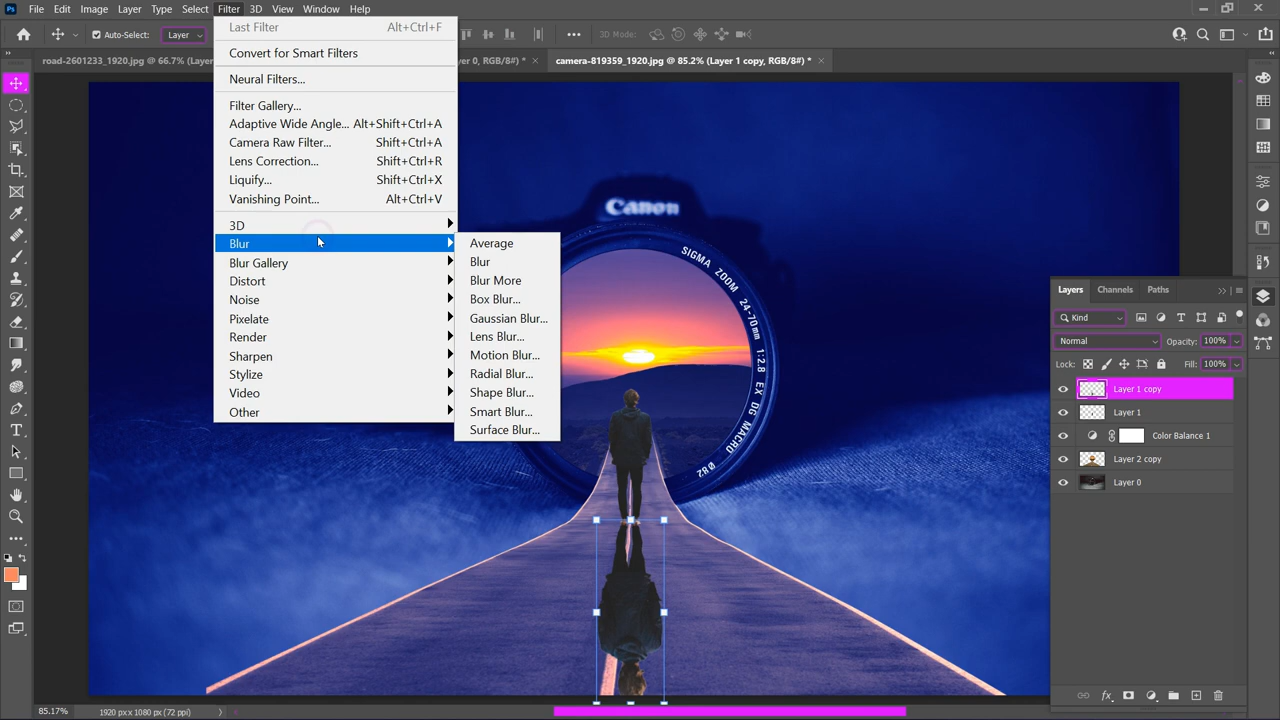 Ps File Edit Image Layer Type Select Filter 3D View Window Help
Auto-Select: Layer 3D Mode:
road-2601233_1920.jpg @ 66.7% (Layer yer 0, RGB/8#) * camera-819359_1920.jpg @ 85.2% (Layer 1 copy, RGB/8#) *
Last Filter Alt+Ctrl+F
Convert for Smart Filters
Neural Filters...
Filter Gallery...
Adaptive Wide Angle... Alt+Shift+Ctrl+A
Camera Raw Filter... Shift+Ctrl+A
Lens Correction... Shift+Ctrl+R
Liquify... Shift+Ctrl+X
Vanishing Point... Alt+Ctrl+V
3D
Blur
Blur Gallery
Distort
Noise
Pixelate
Render
Sharpen
Stylize
Video
Other
Average
Blur
Blur More
Box Blur...
Gaussian Blur...
Lens Blur...
Motion Blur...
Radial Blur...
Shape Blur...
Smart Blur...
Surface Blur...
Canon
SIGMA ZOOM 24-70mm 1:2.8 EX DG MACRO Ø82
Layers Channels Paths
Kind
Normal Opacity: 100%
Lock: Fill: 100%
Layer 1 copy
Layer 1
Color Balance 1
Layer 2 copy
Layer 0
fx
85.17% 1920 px x 1080 px (72 ppi)